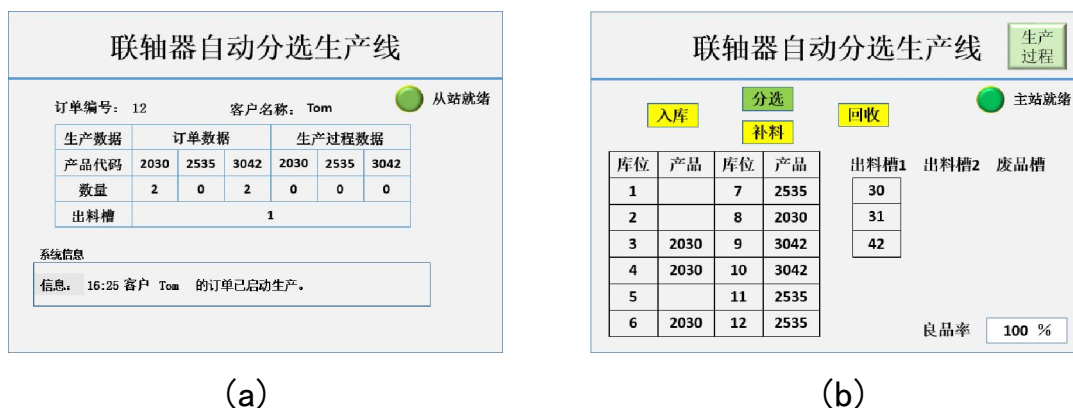 联轴器自动分选生产线
订单编号: 12 客户名称: Tom 从站就绪
生产数据 订单数据 生产过程数据
产品代码 2030 2535 3042 2030 2535 3042
数量 2 0 2 0 0 0
出料槽 1
系统信息
信息: 16:25 客户 Tom 的订单已启动生产。
(a)
联轴器自动分选生产线
生产
过程
主站就绪
分选
入库 回收
补料
库位 产品 库位 产品 出料槽1 出料槽2 废品槽
1 7 2535 30
2 8 2030 31
3 2030 9 3042 42
4 2030 10 3042
5 11 2535
6 2030 12 2535
良品率 100 %
(b)